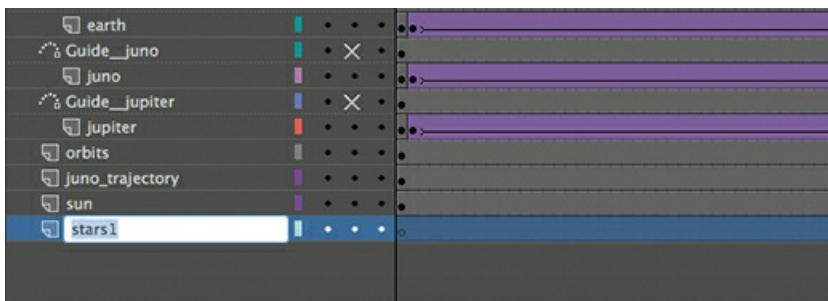 earth
Guide__juno
juno
Guide__jupiter
jupiter
orbits
juno_trajectory
sun
stars1